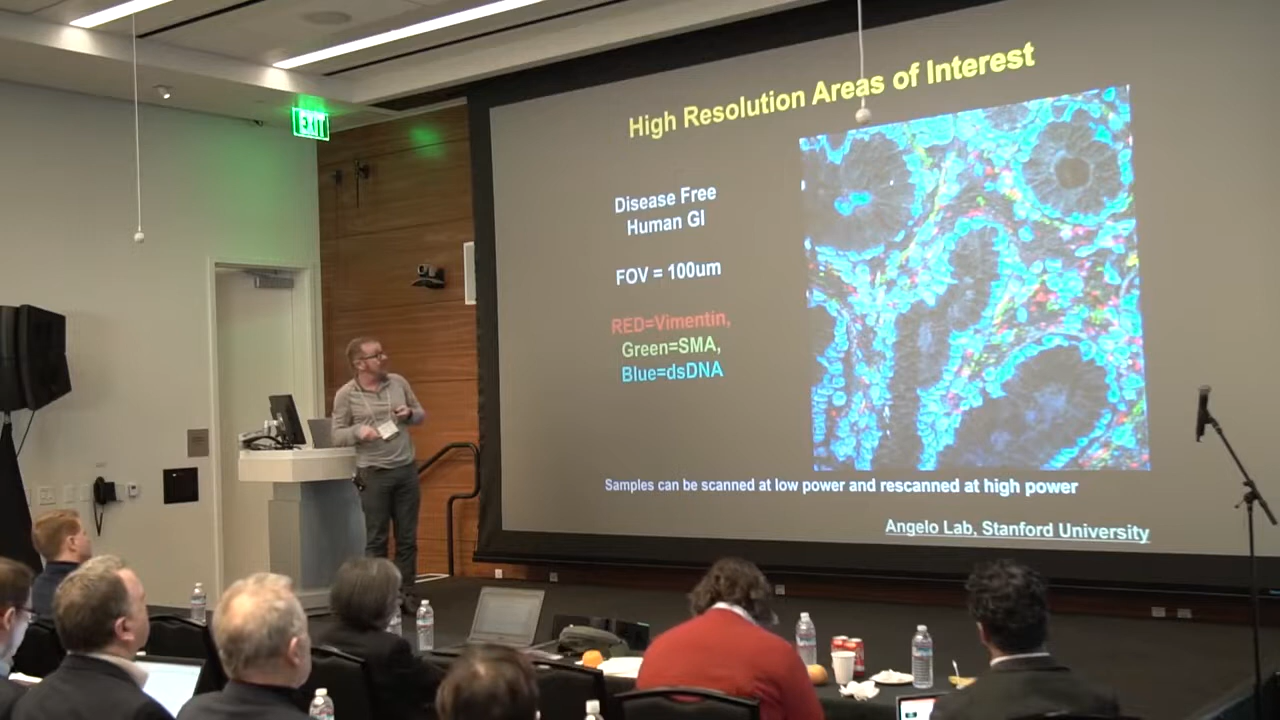 EXIT
High Resolution Areas of Interest
Disease Free
Human GI
FOV = 100um
RED=Vimentin,
Green=SMA,
Blue=dsDNA
Samples can be scanned at low power and rescanned at high power
Angelo Lab, Stanford University